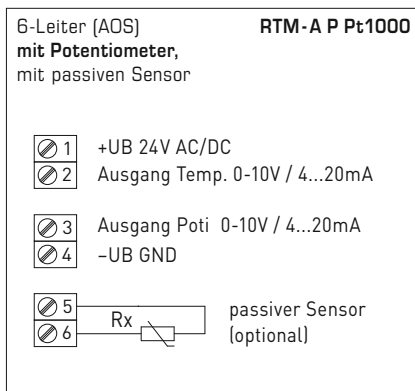 6-Leiter (AOS) RTM-A P Pt1000
mit Potentiometer,
mit passiven Sensor
1 +UB 24V AC/DC
2 Ausgang Temp. 0-10V / 4...20mA
3 Ausgang Poti 0-10V / 4...20mA
4 –UB GND
5 passiver Sensor
Rx
6 (optional)